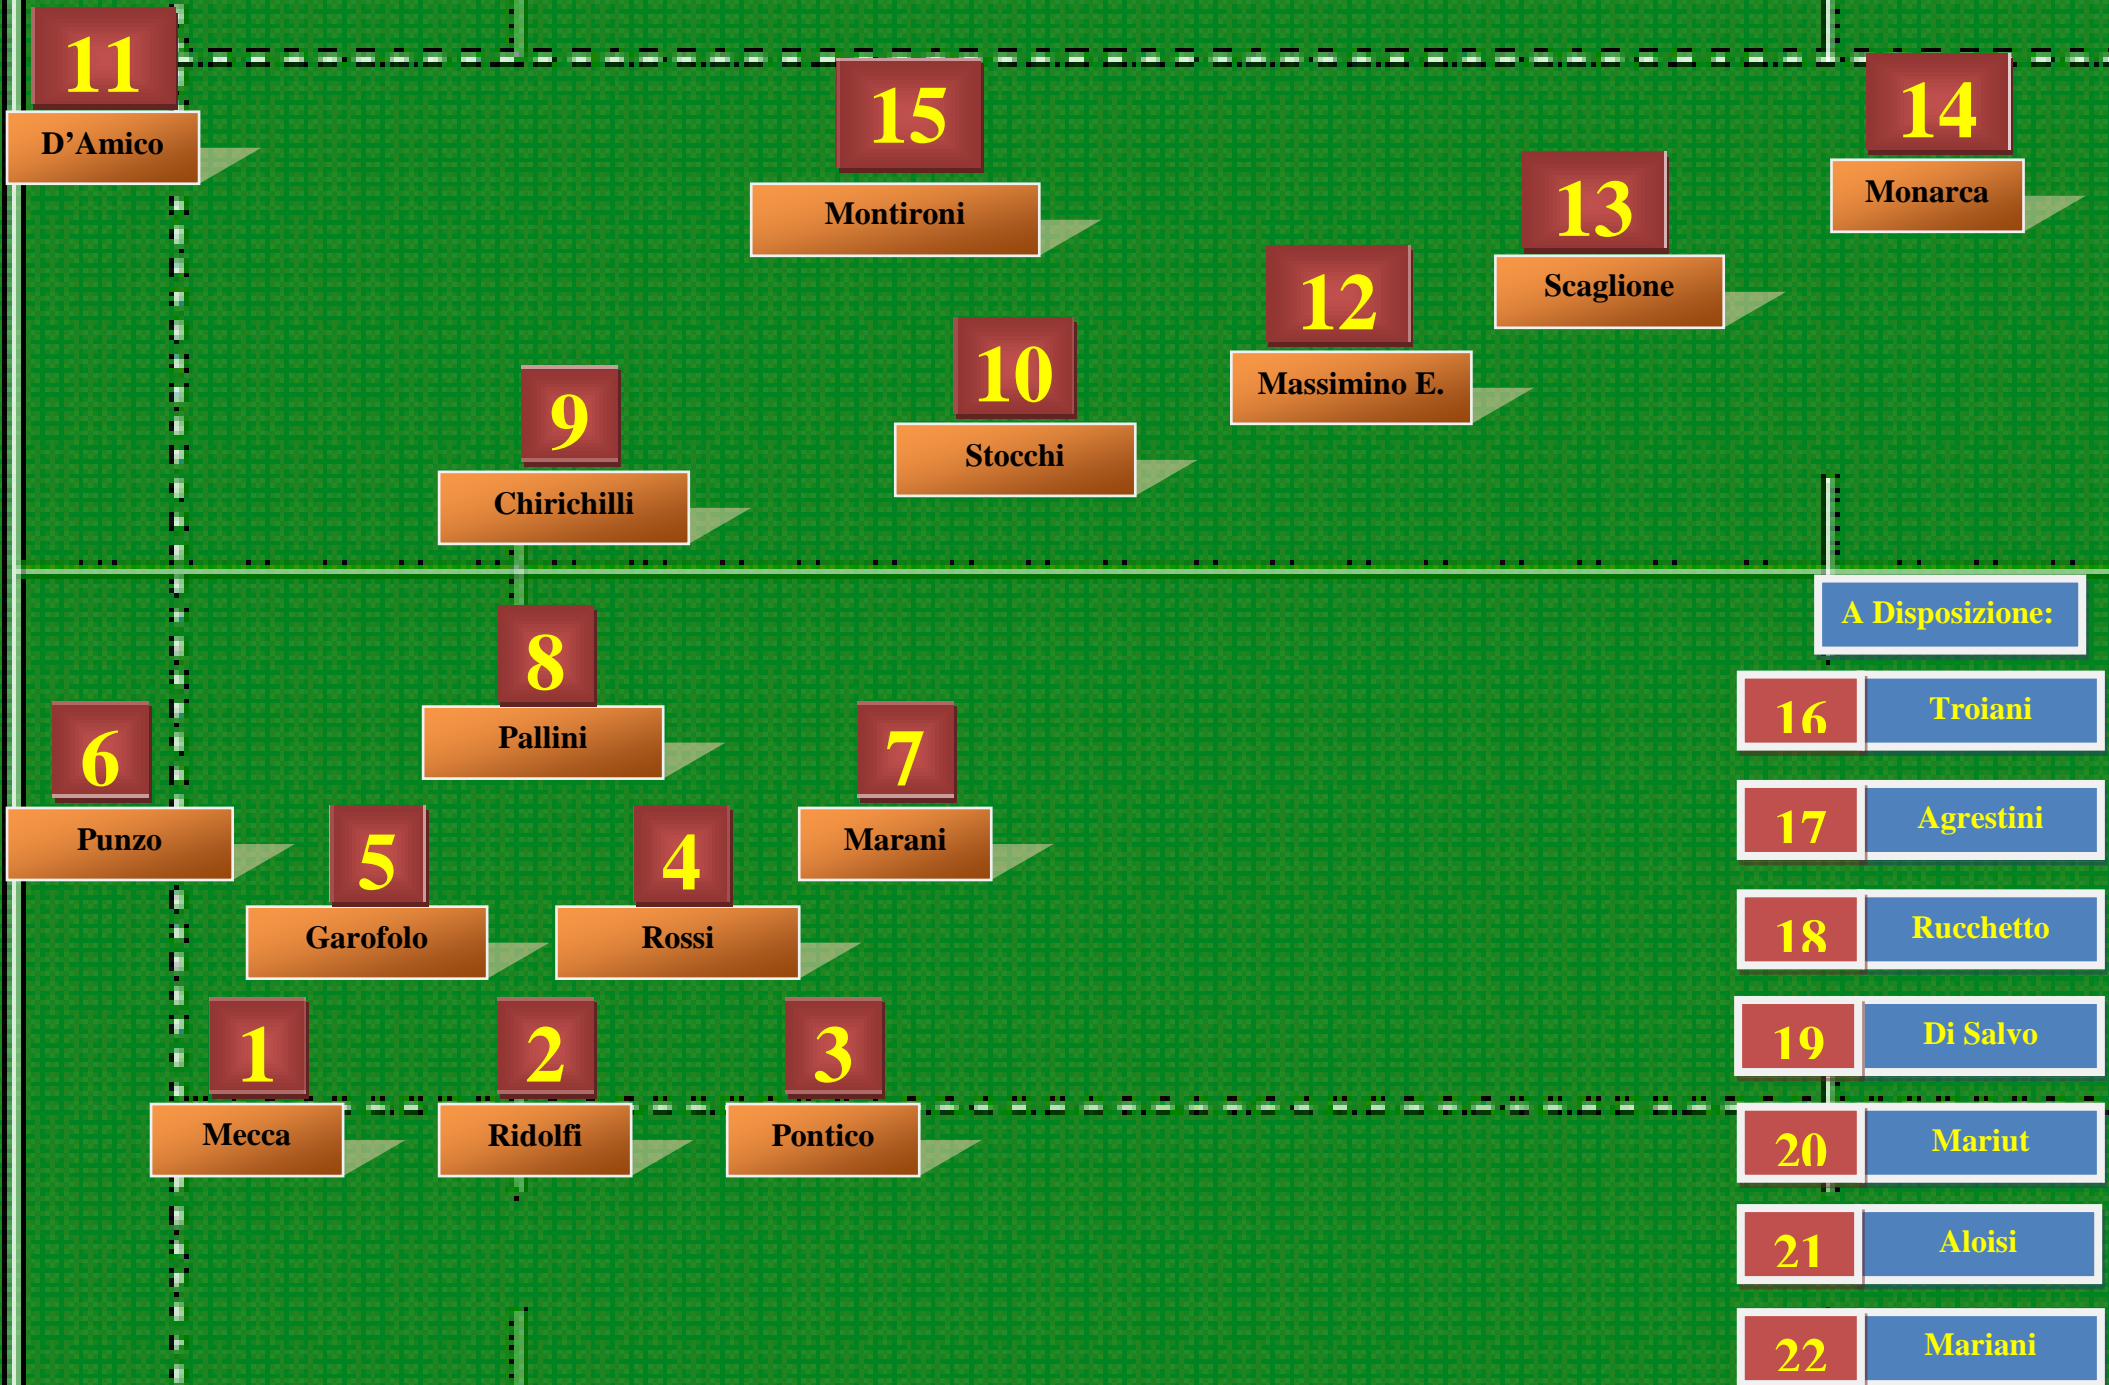 11
D’Amico
15
Montironi
14
Monarca
13
Scaglione
12
Massimino E.
10
Stocchi
9
Chirichilli
8
Pallini
6
Punzo
7
Marani
5
Garofolo
4
Rossi
1
Mecca
2
Ridolfi
3
Pontico
A Disposizione:
16
Troiani
17
Agrestini
18
Rucchetto
19
Di Salvo
20
Mariut
21
Aloisi
22
Mariani